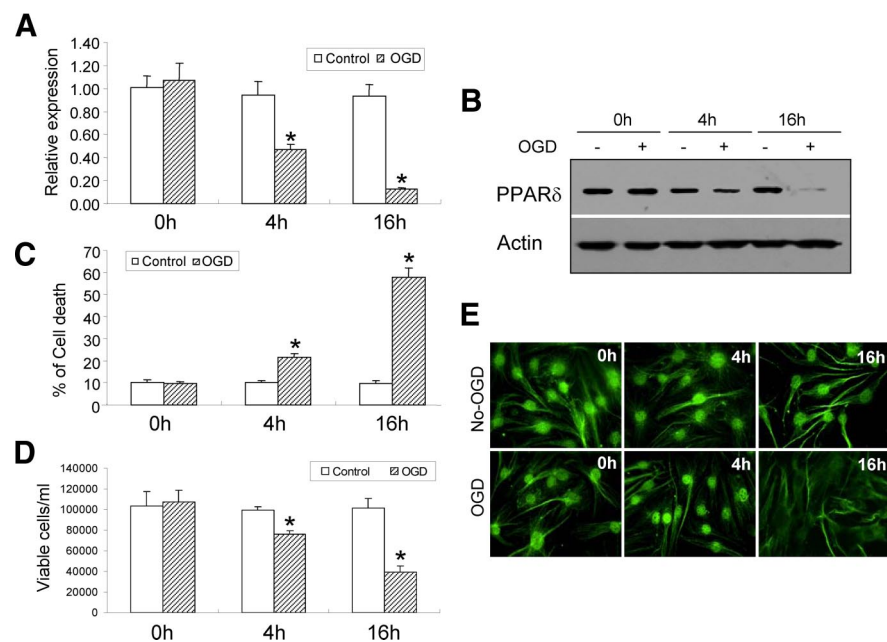 A
Relative expression
1.40
1.20
1.00
0.80
0.60
0.40
0.20
0.00
Control OGD
*
*
0h 4h 16h
B
0h 4h 16h
OGD - + - + - +
PPARδ
Actin
C
% of Cell death
70
60
50
40
30
20
10
0
Control OGD
*
*
0h 4h 16h
D
Viable cells/ml
140000
120000
100000
80000
60000
40000
20000
0
Control OGD
*
*
0h 4h 16h
E
No-OGD
0h 4h 16h
OGD
0h 4h 16h